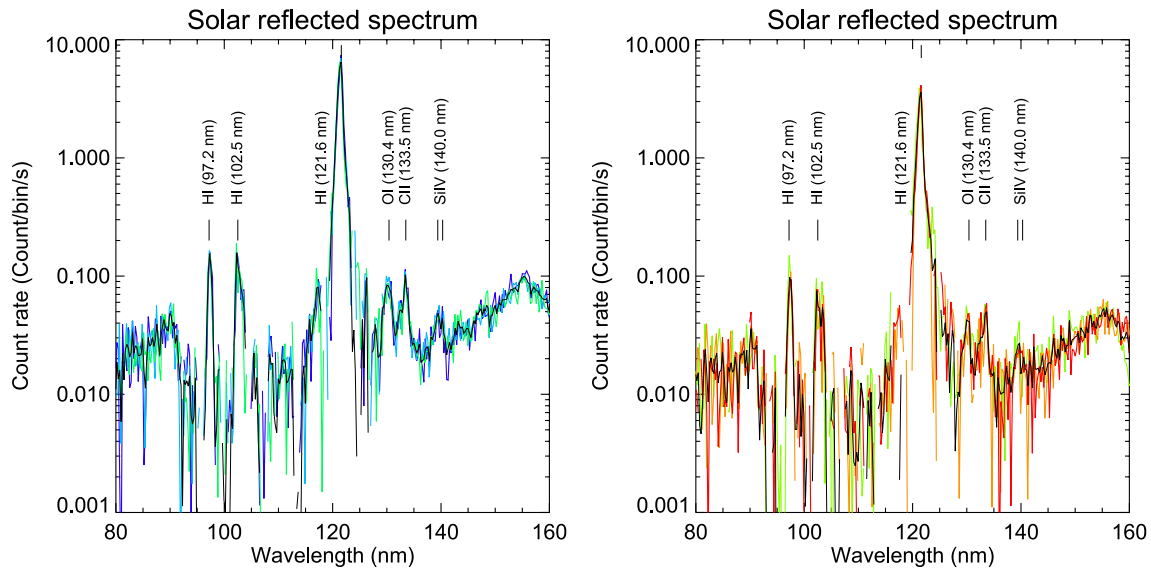 Solar reflected spectrum
10.000
1.000
0.100
0.010
0.001
Count rate (Count/bin/s)
HI (97.2 nm)
HI (102.5 nm)
HI (121.6 nm)
OI (130.4 nm)
CII (133.5 nm)
SiIV (140.0 nm)
80 100 120 140 160
Wavelength (nm)
Solar reflected spectrum
10.000
1.000
0.100
0.010
0.001
Count rate (Count/bin/s)
HI (97.2 nm)
HI (102.5 nm)
HI (121.6 nm)
OI (130.4 nm)
CII (133.5 nm)
SiIV (140.0 nm)
80 100 120 140 160
Wavelength (nm)